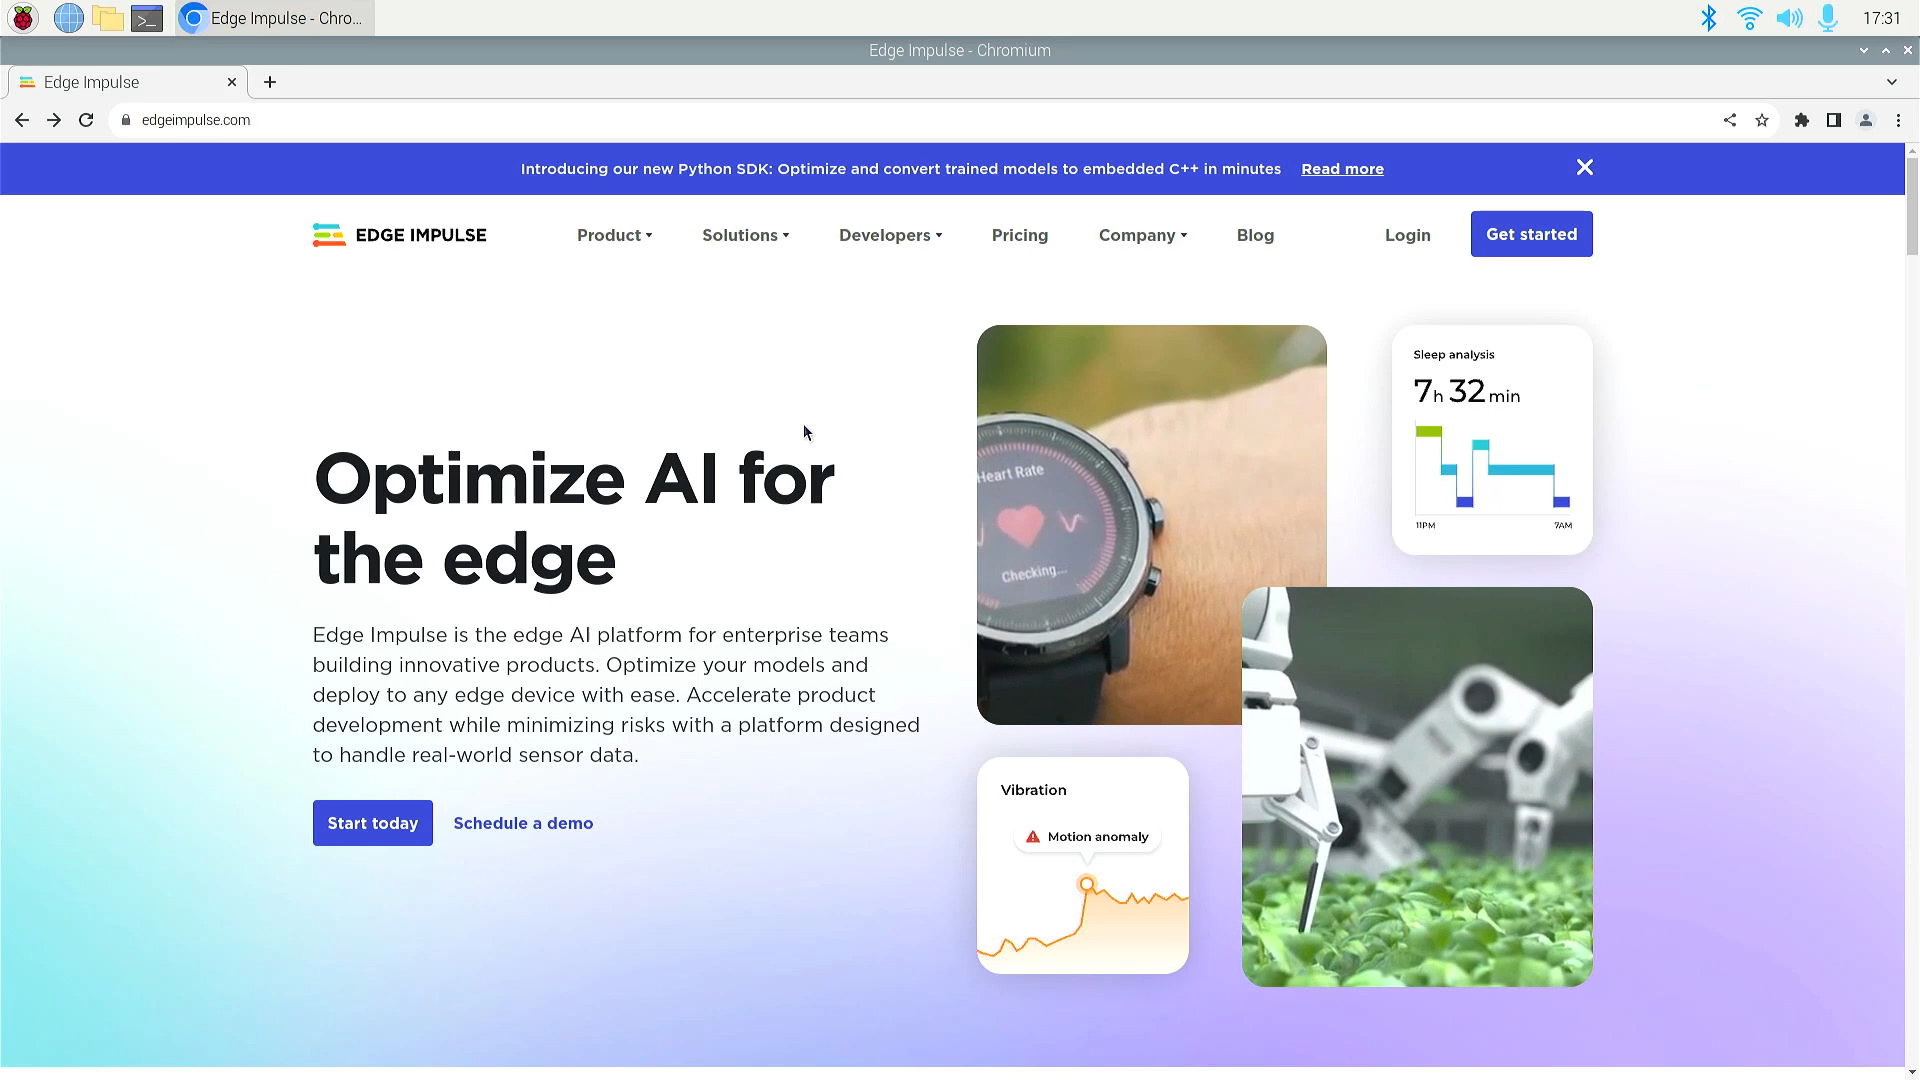 Edge Impulse - Chro...
17:31
Edge Impulse - Chromium
Edge Impulse
edgeimpulse.com
Introducing our new Python SDK: Optimize and convert trained models to embedded C++ in minutes Read more
EDGE IMPULSE
Product Solutions Developers Pricing Company Blog Login Get started
Optimize AI for
the edge
Edge Impulse is the edge AI platform for enterprise teams
building innovative products. Optimize your models and
deploy to any edge device with ease. Accelerate product
development while minimizing risks with a platform designed
to handle real-world sensor data.
Start today Schedule a demo
Heart Rate
Checking...
Sleep analysis
7h 32min
11PM 7AM
Vibration
Motion anomaly